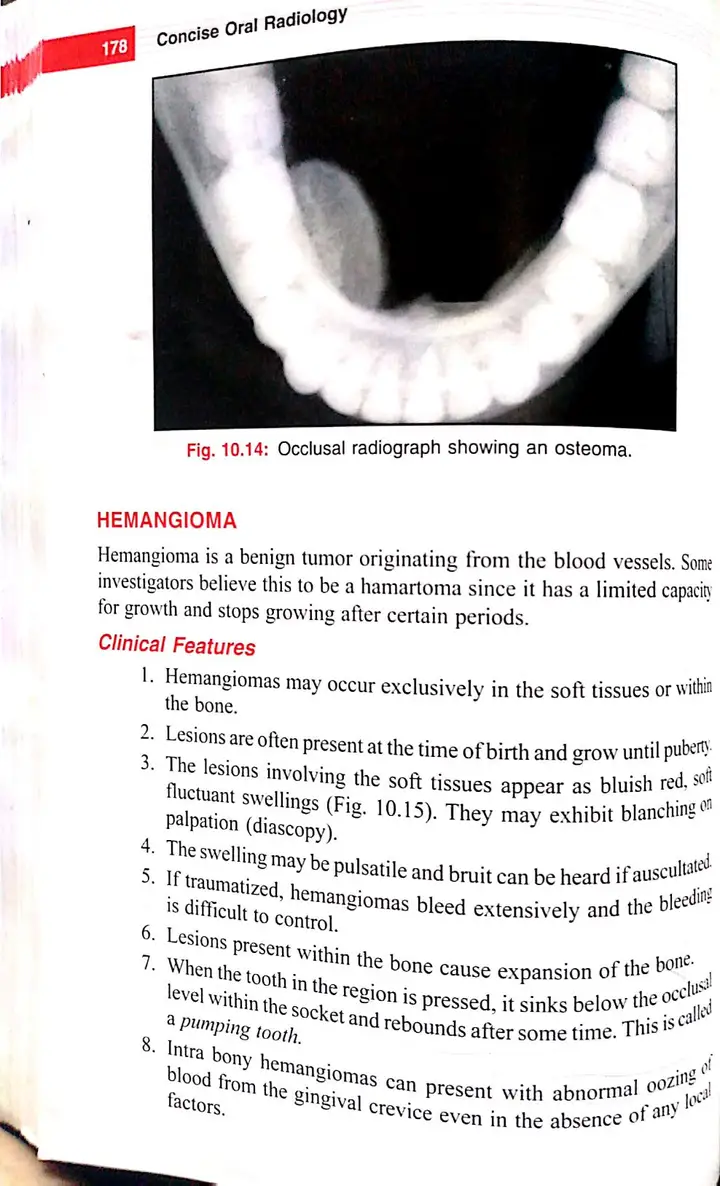 178
Concise Oral Radiology
Fig. 10.14: Occlusal radiograph showing an osteoma.
HEMANGIOMA
Hemangioma is a benign tumor originating from the blood vessels. Some
investigators believe this to be a hamartoma since it has a limited capacity
for growth and stops growing after certain periods.
Clinical Features
1. Hemangiomas may occur exclusively in the soft tissues or within
the bone.
2. Lesions are often present at the time of birth and grow until puberty.
3. The lesions involving the soft tissues appear as bluish red, soft
fluctuant swellings (Fig. 10.15). They may exhibit blanching on
palpation (diascopy).
4. The swelling may be pulsatile and bruit can be heard if auscultated.
5. If traumatized, hemangiomas bleed extensively and the bleeding
is difficult to control.
6. Lesions present within the bone cause expansion of the bone.
7. When the tooth in the region is pressed, it sinks below the occlusal
level within the socket and rebounds after some time. This is called
a pumping tooth.
8. Intra bony hemangiomas can present with abnormal oozing of
blood from the gingival crevice even in the absence of any local
factors.